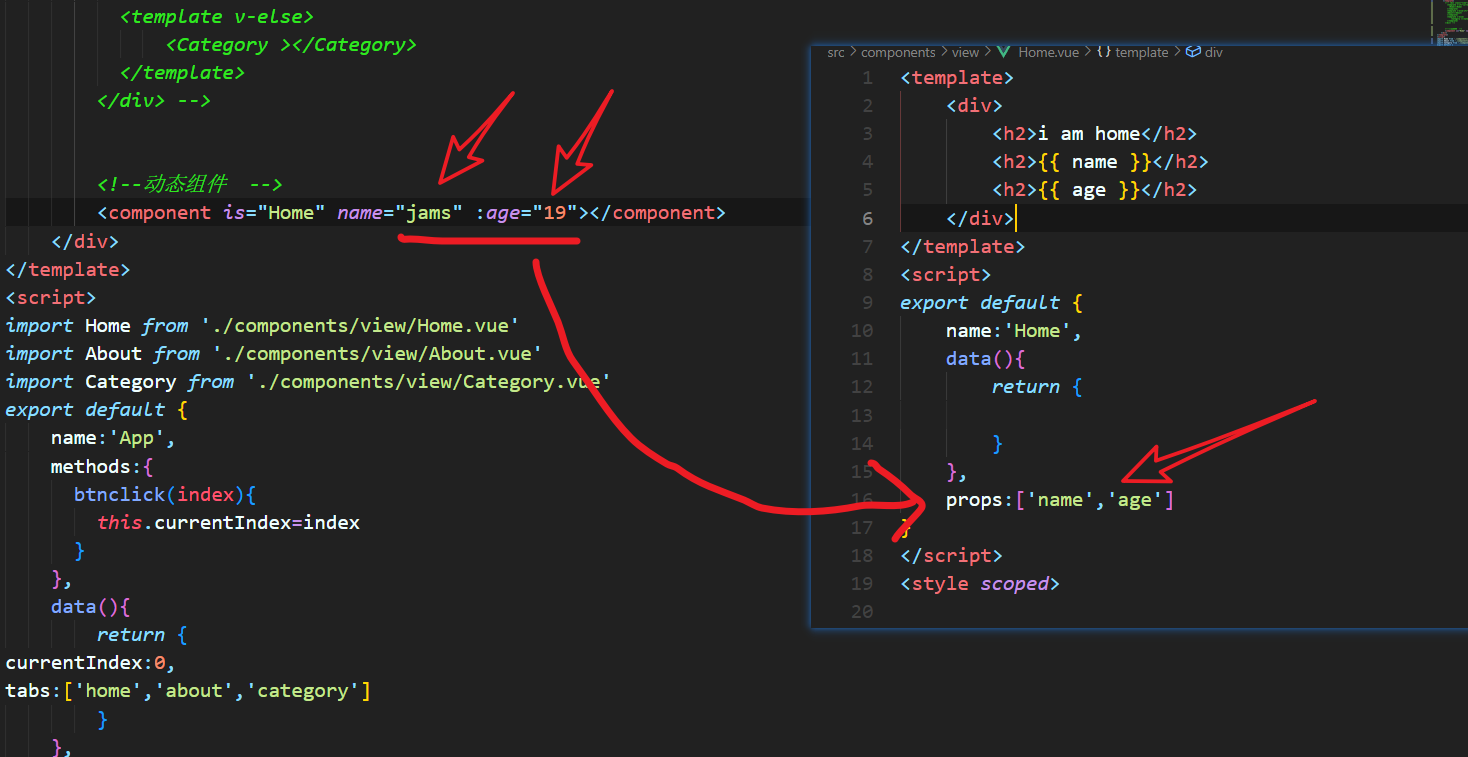 <template v-else>
<Category ></Category>
</template>
</div> -->
<!--动态组件  -->
<component is="Home" name="jams" :age="19"></component>
</div>
</template>
<script>
import Home from './components/view/Home.vue'
import About from './components/view/About.vue'
import Category from './components/view/Category.vue'
export default {
name:'App',
methods:{
btnclick(index){
this.currentIndex=index
}
},
data(){
return {
currentIndex:0,
tabs:['home','about','category']
}
},
src > components > view > Home.vue > {} template > div
1 <template>
2 <div>
3 <h2>i am home</h2>
4 <h2>{{ name }}</h2>
5 <h2>{{ age }}</h2>
6 </div>
7 </template>
8 <script>
9 export default {
10 name:'Home',
11 data(){
12 return {
13
14 }
15 },
16 props:['name','age']
17 }
18 </script>
19 <style scoped>
20